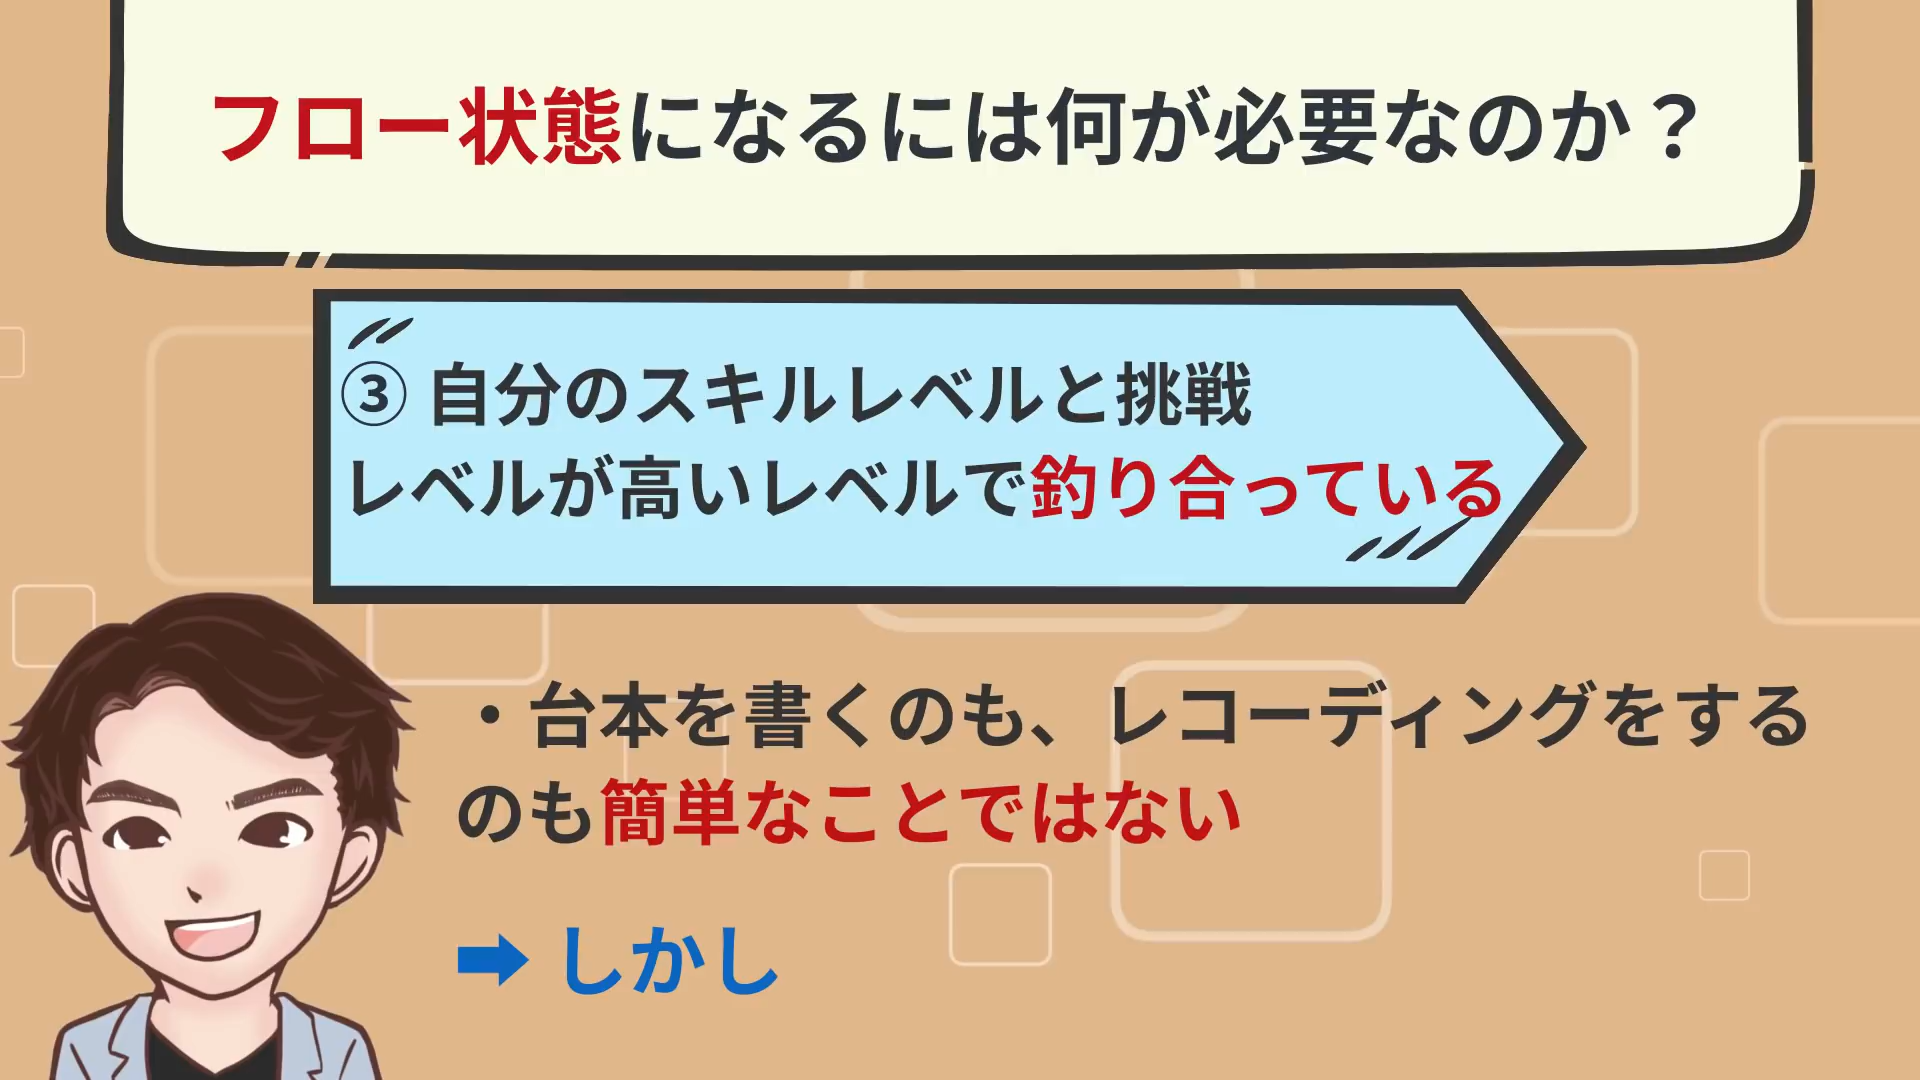 フロー状態になるには何が必要なのか？
③ 自分のスキルレベルと挑戦
レベルが高いレベルで釣り合っている
・台本を書くのも、レコーディングをする
のも簡単なことではない
➡ しかし